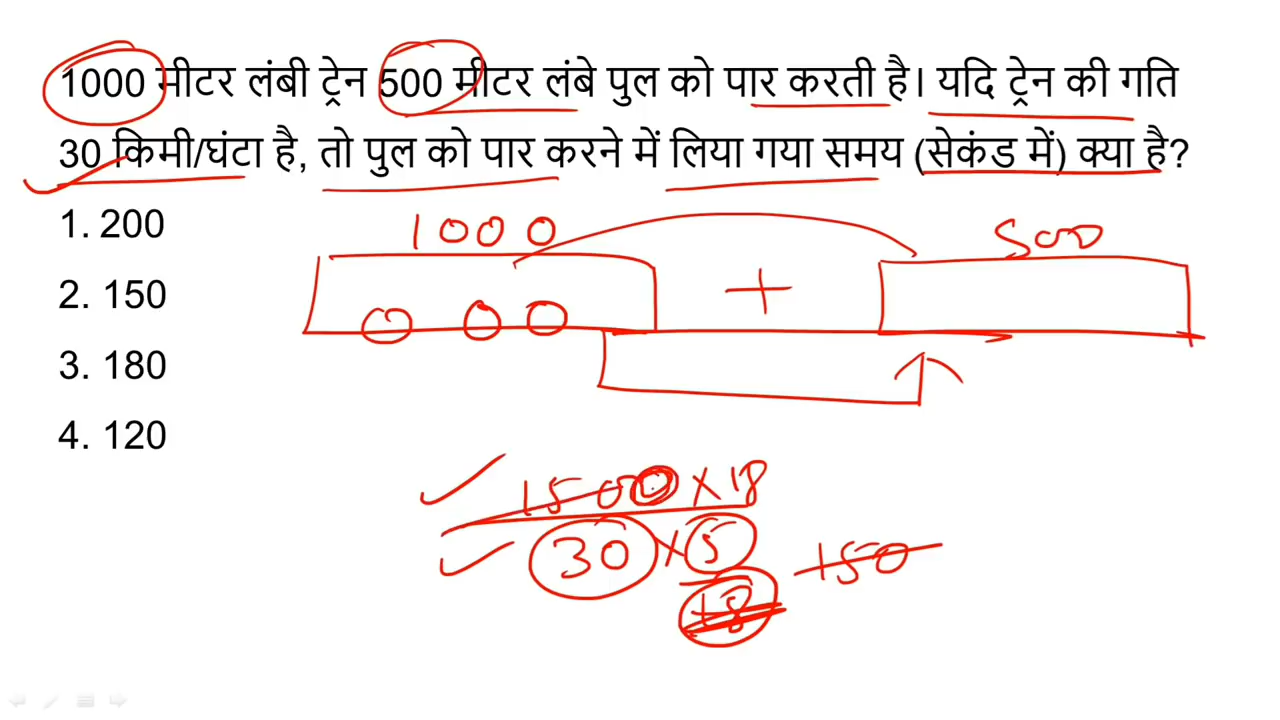 1000 मीटर लंबी ट्रेन 500 मीटर लंबे पुल को पार करती है। यदि ट्रेन की गति
30 किमी/घंटा है, तो पुल को पार करने में लिया गया समय (सेकंड में) क्या है?
1. 200
2. 150
3. 180
4. 120
1000
+
500
1500 × 18
30 × 5
18
150